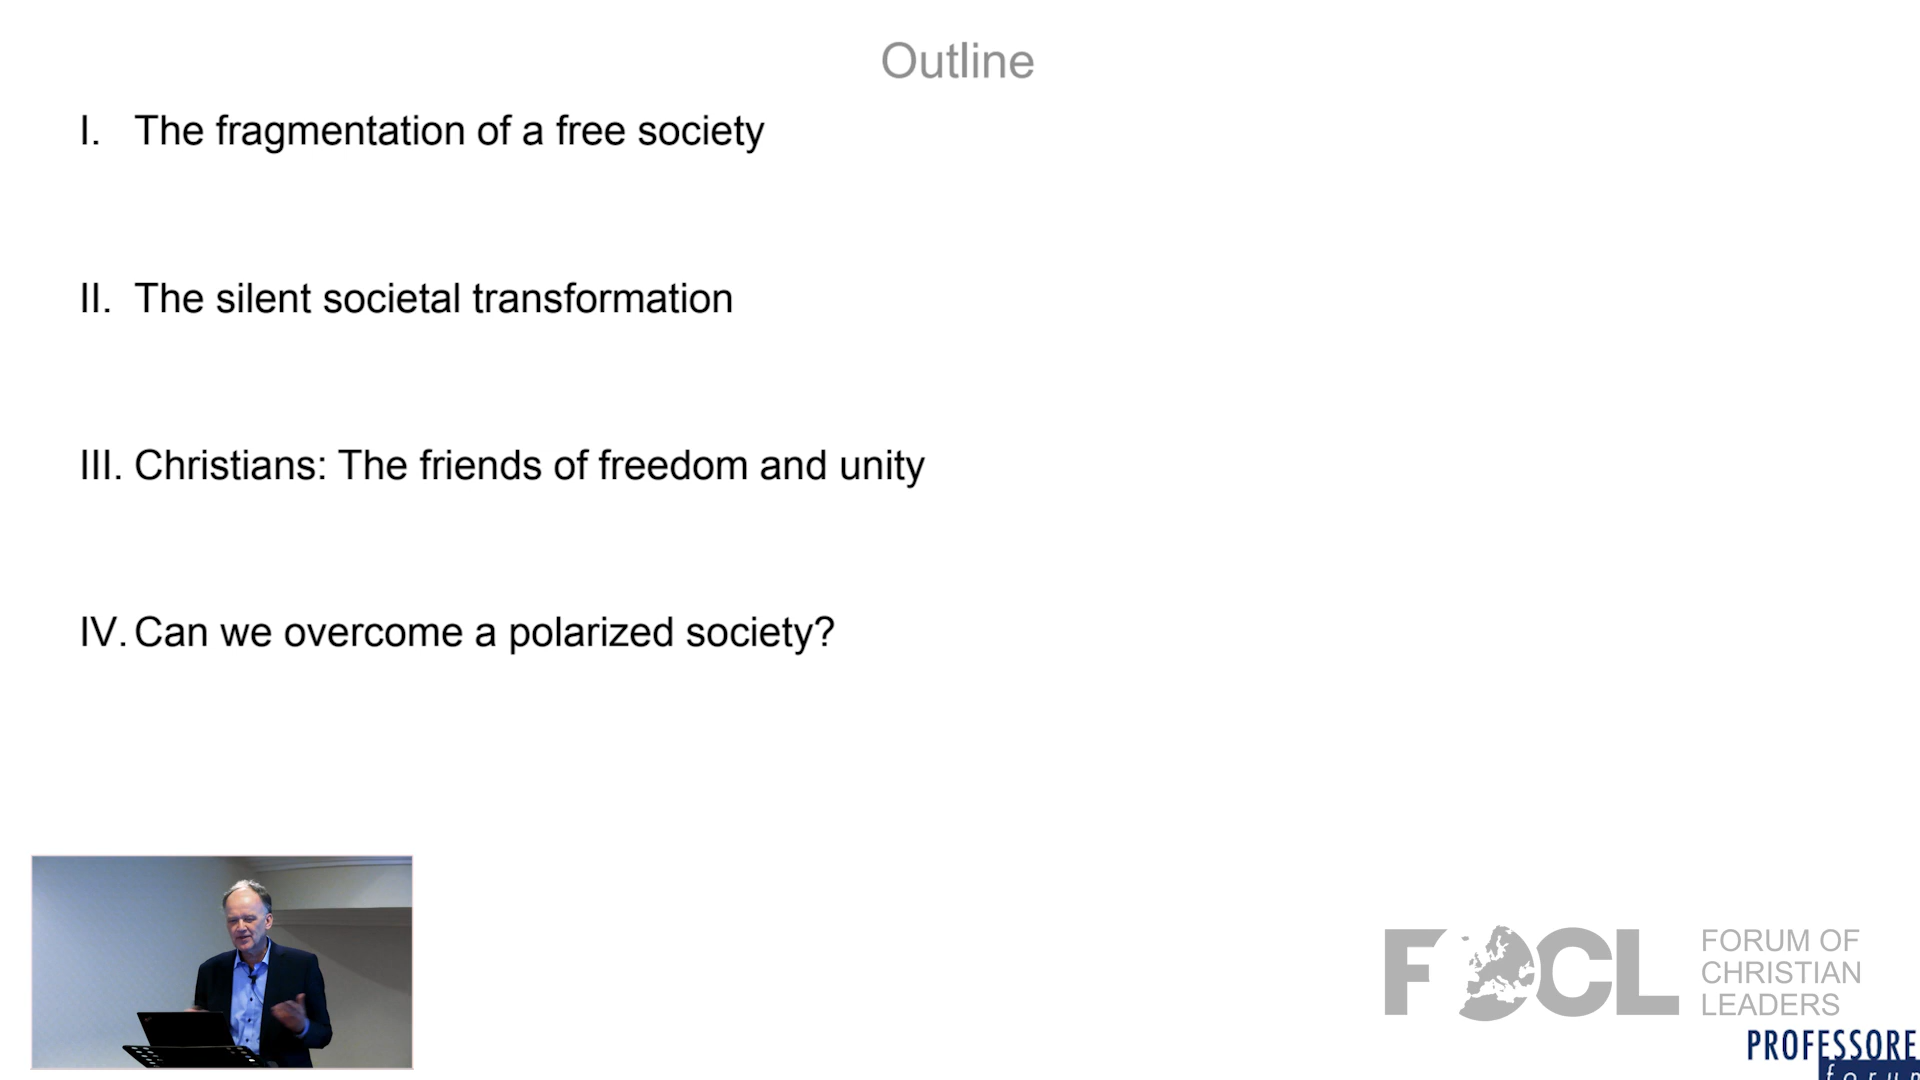 Outline
I. The fragmentation of a free society
II. The silent societal transformation
III. Christians: The friends of freedom and unity
IV. Can we overcome a polarized society?
FOCL
FORUM OF
CHRISTIAN
LEADERS
PROFESSORE
forum